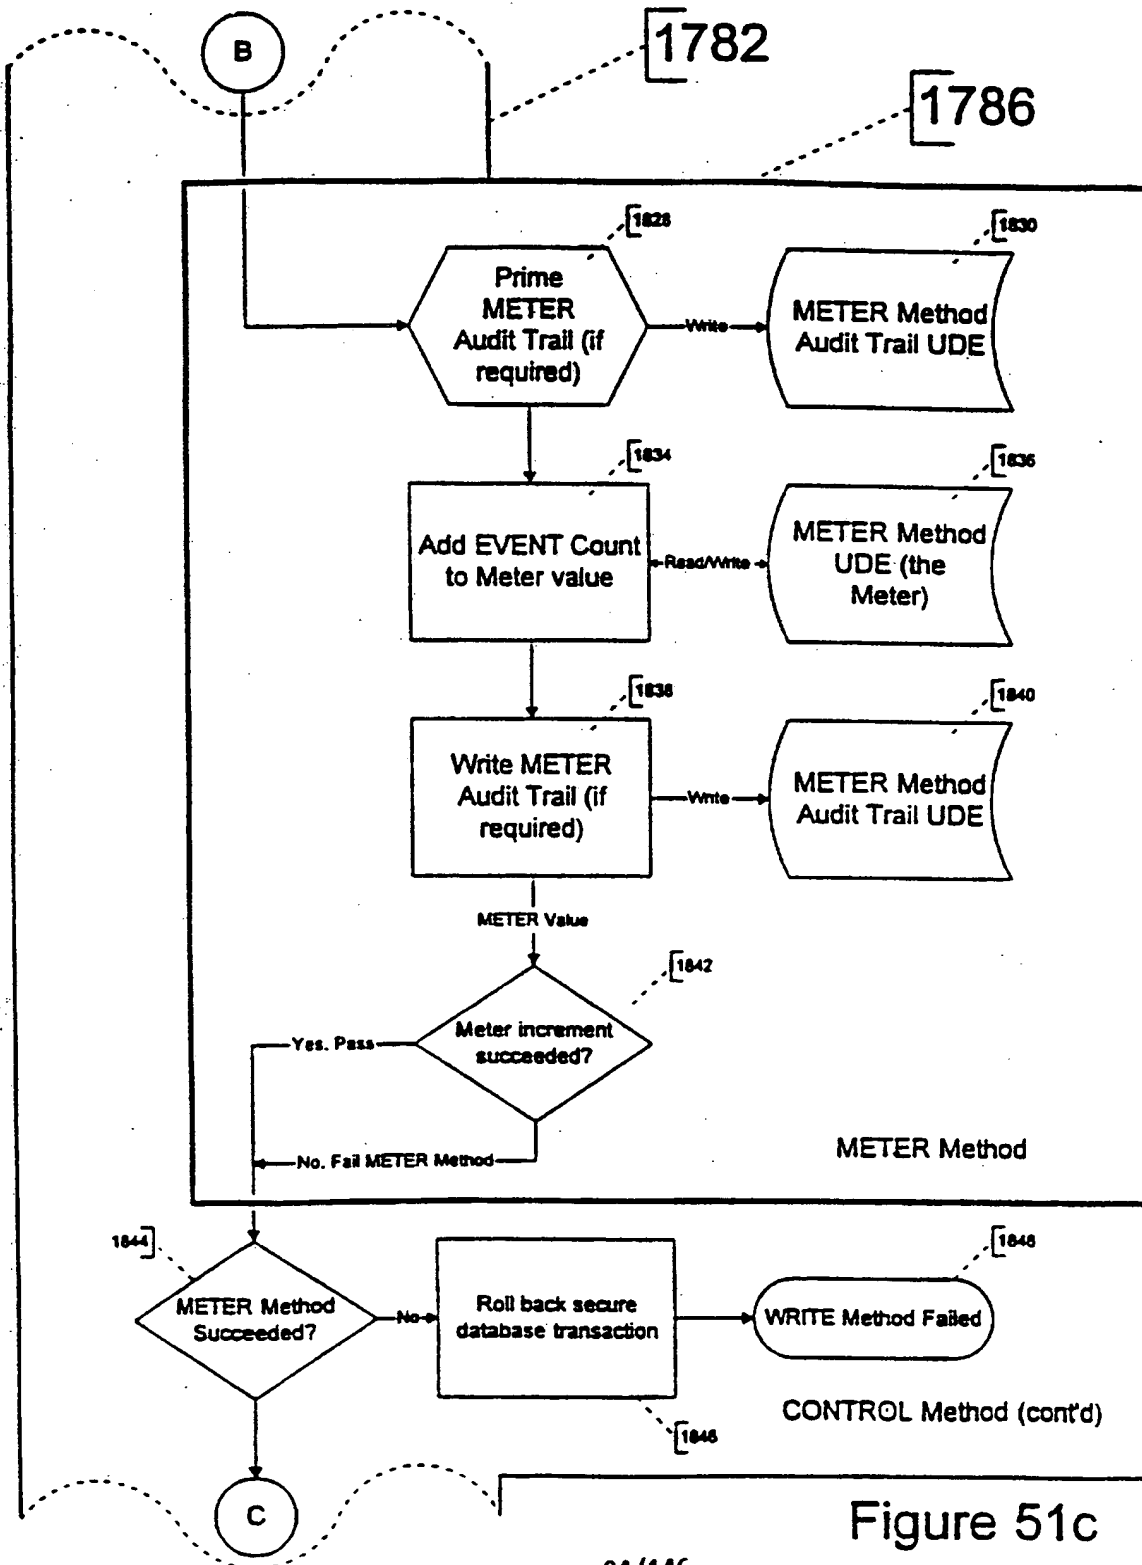 B
1782
1786
1828
Prime
METER
Audit Trail (if
required)
Write
1830
METER Method
Audit Trail UDE
1834
Add EVENT Count
to Meter value
Read/Write
1836
METER Method
UDE (the
Meter)
1838
Write METER
Audit Trail (if
required)
Write
1840
METER Method
Audit Trail UDE
METER Value
1842
Meter increment
succeeded?
Yes. Pass
No. Fail METER Method
METER Method
1844
METER Method
Succeeded?
No
Roll back secure
database transaction
1846
1848
WRITE Method Failed
CONTROL Method (cont'd)
C
Figure 51c